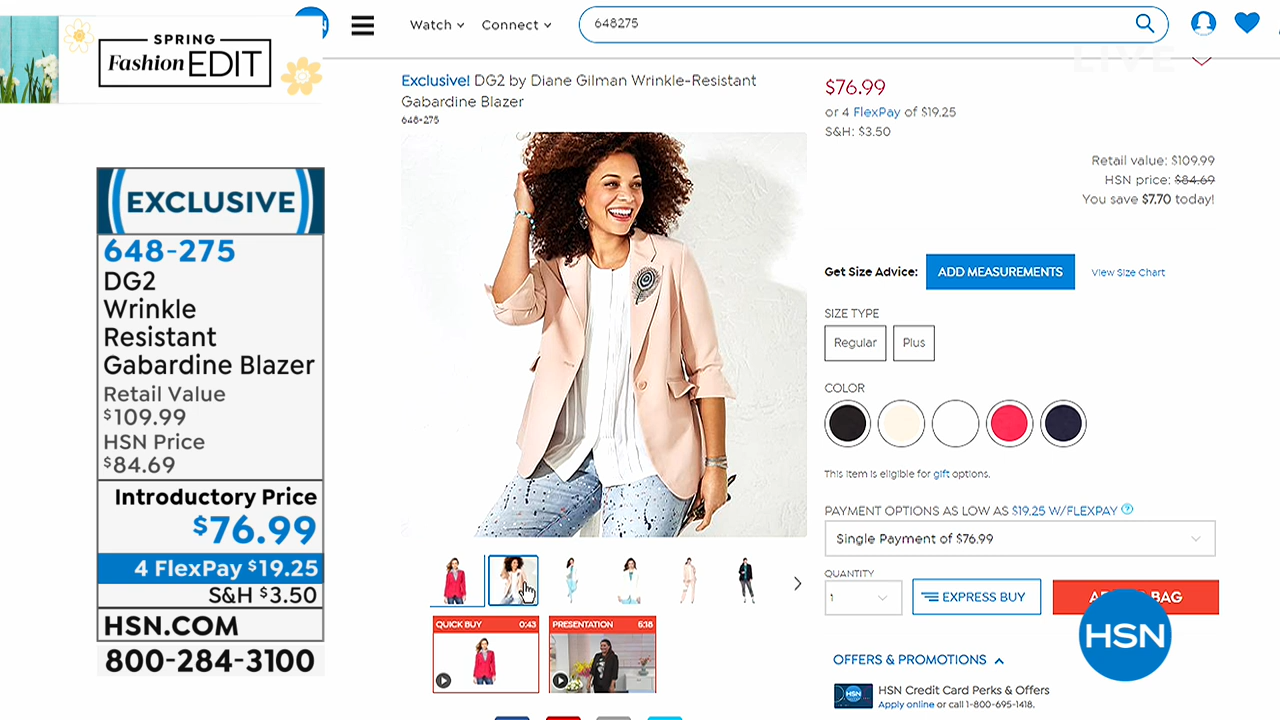 SPRING
Fashion EDIT
EXCLUSIVE
648-275
DG2
Wrinkle
Resistant
Gabardine Blazer
Retail Value
$109.99
HSN Price
$84.69
Introductory Price
$76.99
4 FlexPay $19.25
S&H $3.50
HSN.COM
800-284-3100
Watch
Connect
648275
LIVE
Exclusive! DG2 by Diane Gilman Wrinkle-Resistant
Gabardine Blazer
648-275
QUICK BUY 0:43
PRESENTATION 5:18
$76.99
or 4 FlexPay of $19.25
S&H: $3.50
Retail value: $109.99
HSN price: $84.69
You save $7.70 today!
Get Size Advice: ADD MEASUREMENTS View Size Chart
SIZE TYPE
Regular Plus
COLOR
This item is eligible for gift options.
PAYMENT OPTIONS AS LOW AS $19.25 W/FLEXPAY ?
Single Payment of $76.99
QUANTITY
1
EXPRESS BUY
BAG
HSN
OFFERS & PROMOTIONS
HSN
HSN Credit Card Perks & Offers
Apply online or call 1-800-695-1418.